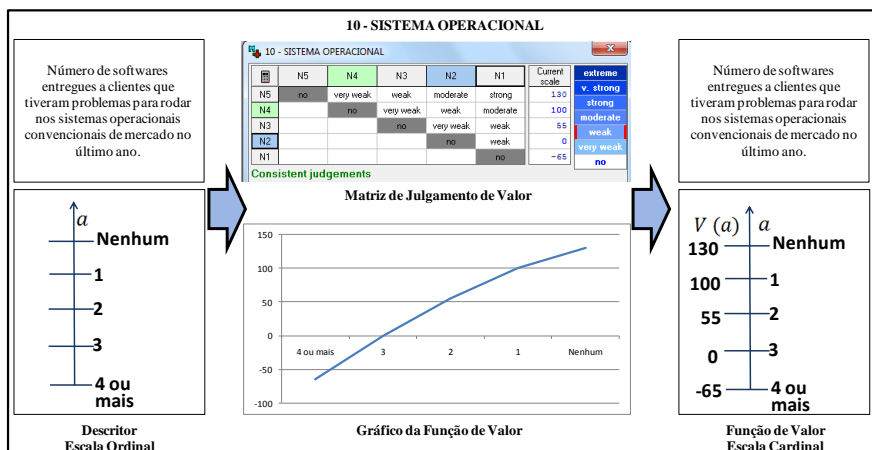 10 - SISTEMA OPERACIONAL
Número de softwares
entregues a clientes que
tiveram problemas para rodar
nos sistemas operacionais
convencionais de mercado no
último ano.
a
Nenhum
1
2
3
4 ou
mais
Descritor
Escala Ordinal
10 - SISTEMA OPERACIONAL
x
N5 N4 N3 N2 N1 Current scale
N5 no very weak weak moderate strong 130
N4 no very weak weak moderate 100
N3 no very weak weak 55
N2 no weak 0
N1 no -65
extreme
v. strong
strong
moderate
weak
very weak
no
Consistent judgements
Matriz de Julgamento de Valor
150
100
50
0
-50
-100
4 ou mais 3 2 1 Nenhum
Gráfico da Função de Valor
Número de softwares
entregues a clientes que
tiveram problemas para rodar
nos sistemas operacionais
convencionais de mercado no
último ano.
V (a) a
130 Nenhum
100 1
55 2
0 3
-65 4 ou
mais
Função de Valor
Escala Cardinal